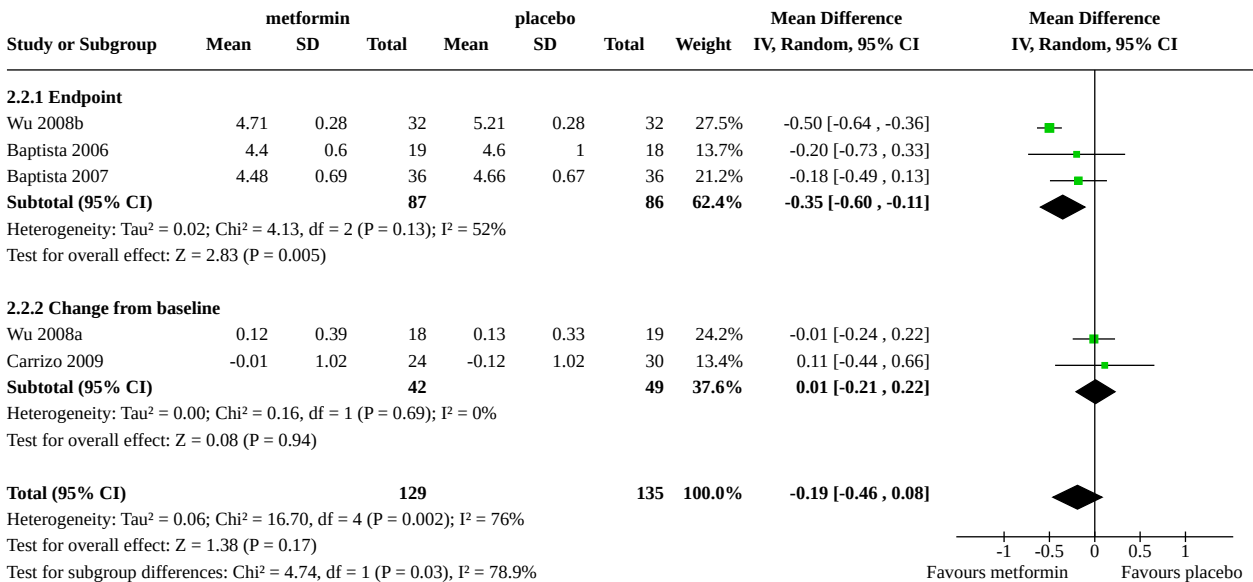 metformin placebo Mean Difference Mean Difference
Study or Subgroup Mean SD Total Mean SD Total Weight IV, Random, 95% CI IV, Random, 95% CI
2.2.1 Endpoint
Wu 2008b 4.71 0.28 32 5.21 0.28 32 27.5% -0.50 [-0.64 , -0.36]
Baptista 2006 4.4 0.6 19 4.6 1 18 13.7% -0.20 [-0.73 , 0.33]
Baptista 2007 4.48 0.69 36 4.66 0.67 36 21.2% -0.18 [-0.49 , 0.13]
Subtotal (95% CI) 87 86 62.4% -0.35 [-0.60 , -0.11]
Heterogeneity: Tau² = 0.02; Chi² = 4.13, df = 2 (P = 0.13); I² = 52%
Test for overall effect: Z = 2.83 (P = 0.005)
2.2.2 Change from baseline
Wu 2008a 0.12 0.39 18 0.13 0.33 19 24.2% -0.01 [-0.24 , 0.22]
Carrizo 2009 -0.01 1.02 24 -0.12 1.02 30 13.4% 0.11 [-0.44 , 0.66]
Subtotal (95% CI) 42 49 37.6% 0.01 [-0.21 , 0.22]
Heterogeneity: Tau² = 0.00; Chi² = 0.16, df = 1 (P = 0.69); I² = 0%
Test for overall effect: Z = 0.08 (P = 0.94)
Total (95% CI) 129 135 100.0% -0.19 [-0.46 , 0.08]
Heterogeneity: Tau² = 0.06; Chi² = 16.70, df = 4 (P = 0.002); I² = 76%
Test for overall effect: Z = 1.38 (P = 0.17)
Test for subgroup differences: Chi² = 4.74, df = 1 (P = 0.03), I² = 78.9%
-1 -0.5 0 0.5 1
Favours metformin Favours placebo